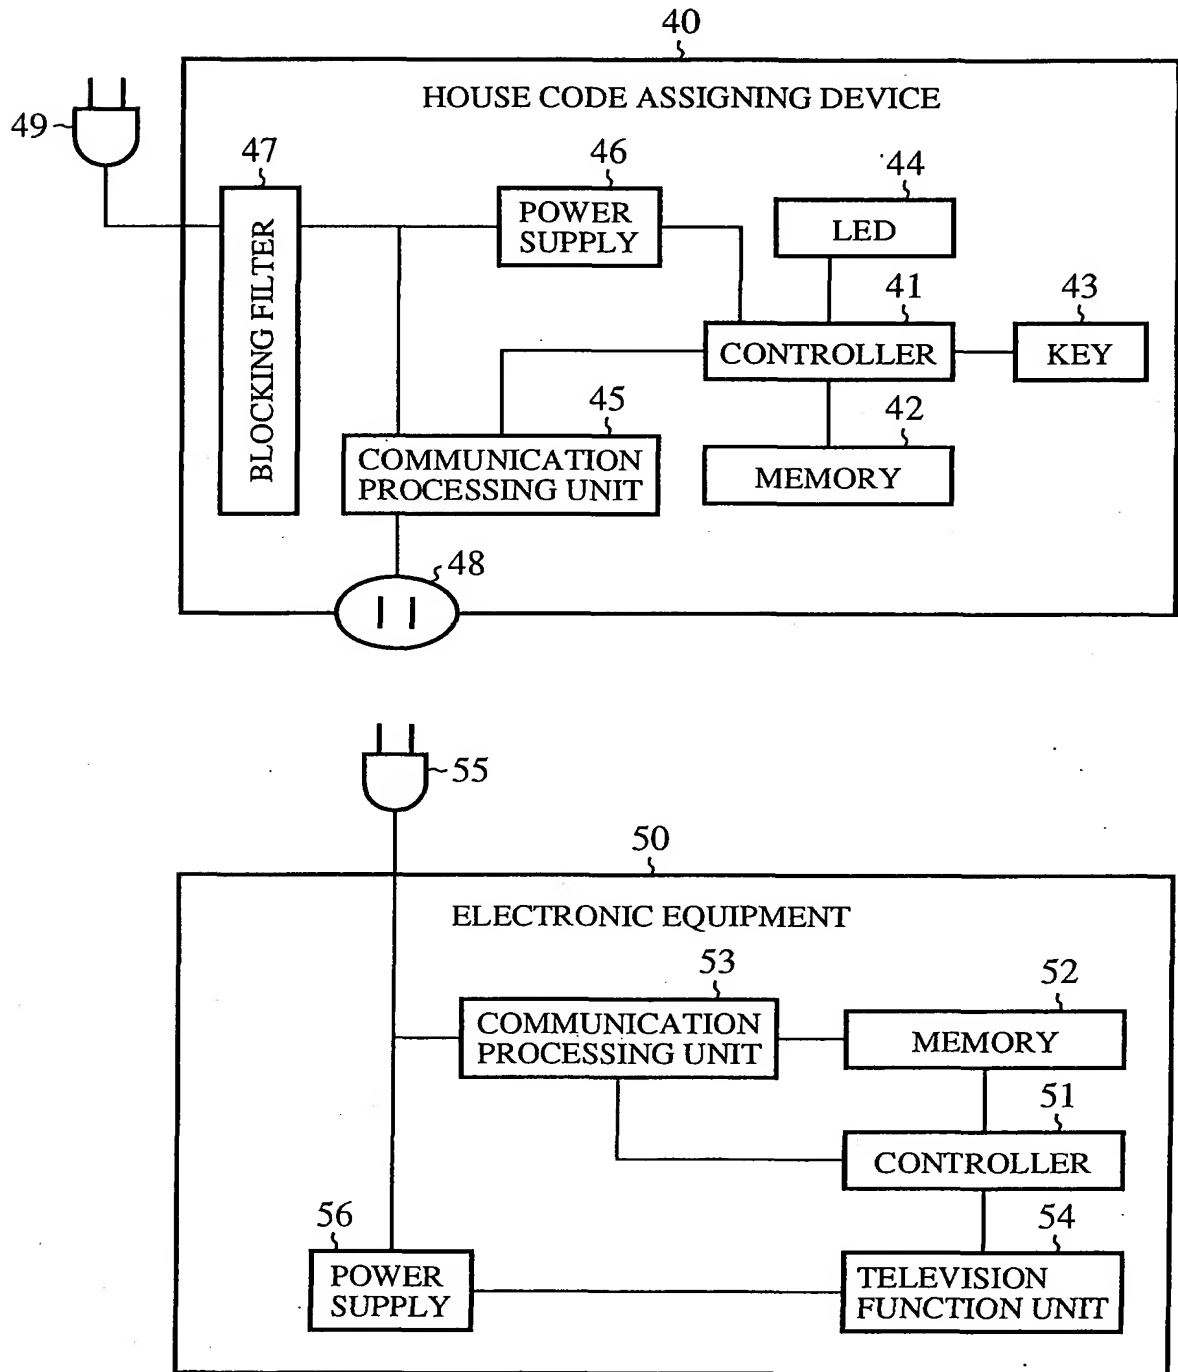 40
HOUSE CODE ASSIGNING DEVICE
49
47
46
44
BLOCKING FILTER
POWER
SUPPLY
LED
41
43
CONTROLLER
KEY
45
42
COMMUNICATION
PROCESSING UNIT
MEMORY
48
55
50
ELECTRONIC EQUIPMENT
53
52
COMMUNICATION
PROCESSING UNIT
MEMORY
51
CONTROLLER
56
54
POWER
SUPPLY
TELEVISION
FUNCTION UNIT